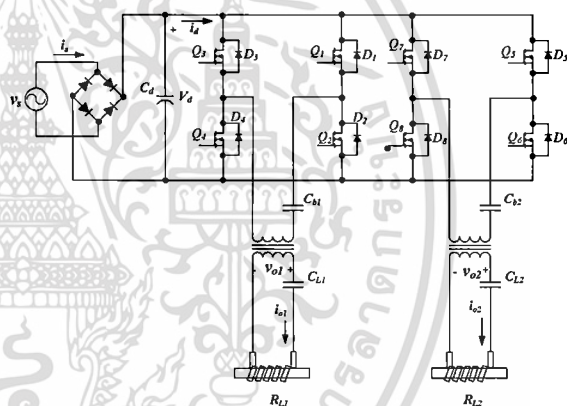 i_s
v_s
C_d
+
V_d
i_d
Q_3
D_3
Q_1
D_1
Q_7
D_7
Q_5
D_5
Q_4
D_4
Q_2
D_2
Q_8
D_8
Q_6
D_6
C_b1
C_b2
- v_o1 +
C_L1
- v_o2 +
C_L2
i_o1
i_o2
R_L1
R_L2